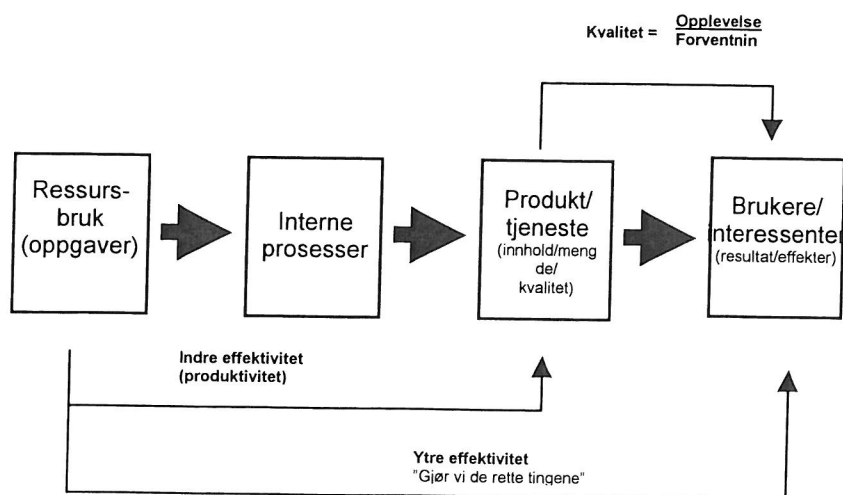 Kvalitet = Opplevelse
Forventnin
Ressurs-
bruk
(oppgaver)
Interne
prosesser
Produkt/
tjeneste
(innhold/meng
de/
kvalitet)
Brukere/
interessenter
(resultat/effekter)
Indre effektivitet
(produktivitet)
Ytre effektivitet
"Gjør vi de rette tingene"